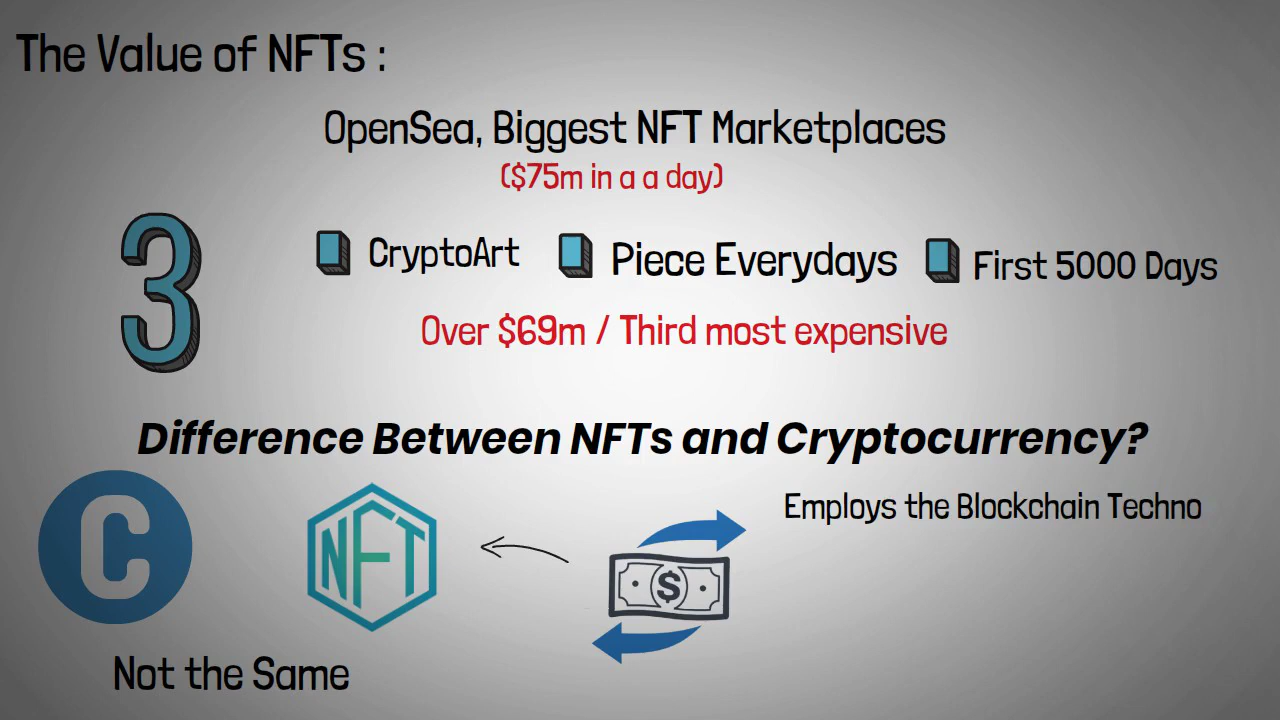 The Value of NFTs :
OpenSea, Biggest NFT Marketplaces
($75m in a a day)
3
CryptoArt
Piece Everydays
First 5000 Days
Over $69m / Third most expensive
Difference Between NFTs and Cryptocurrency?
Employs the Blockchain Techno
C
NFT
$
Not the Same